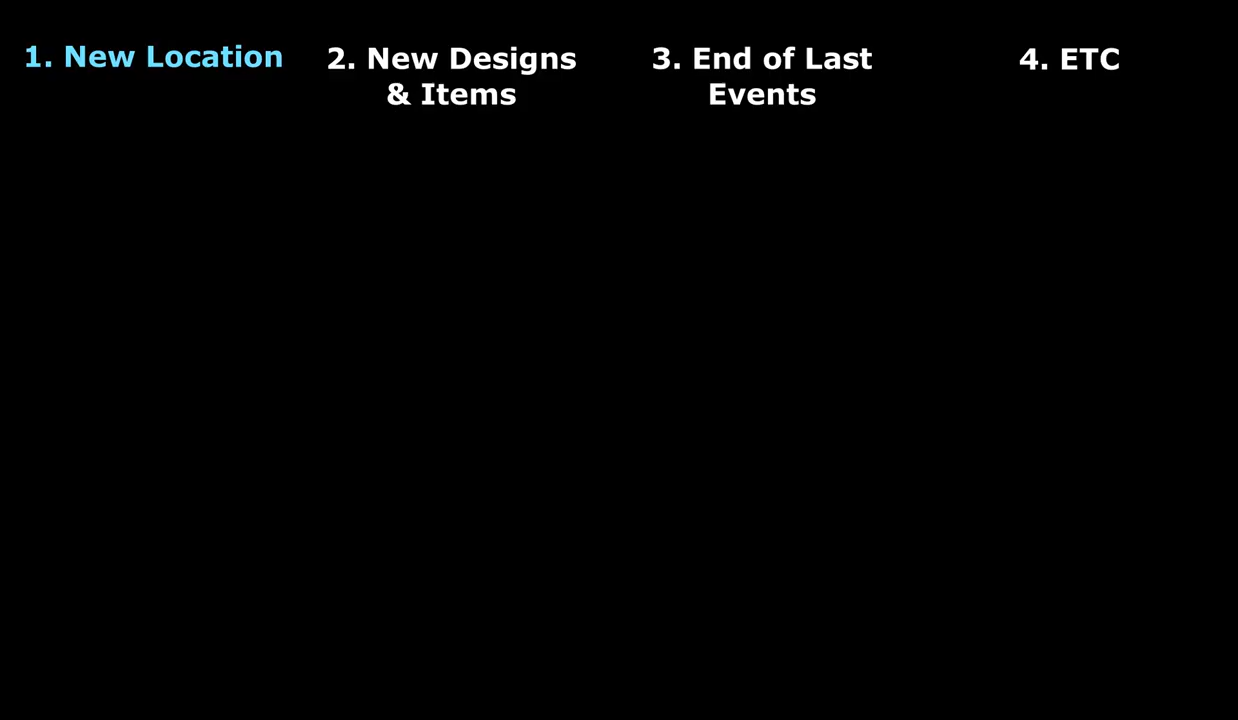 1. New Location
2. New Designs
& Items
3. End of Last
Events
4. ETC